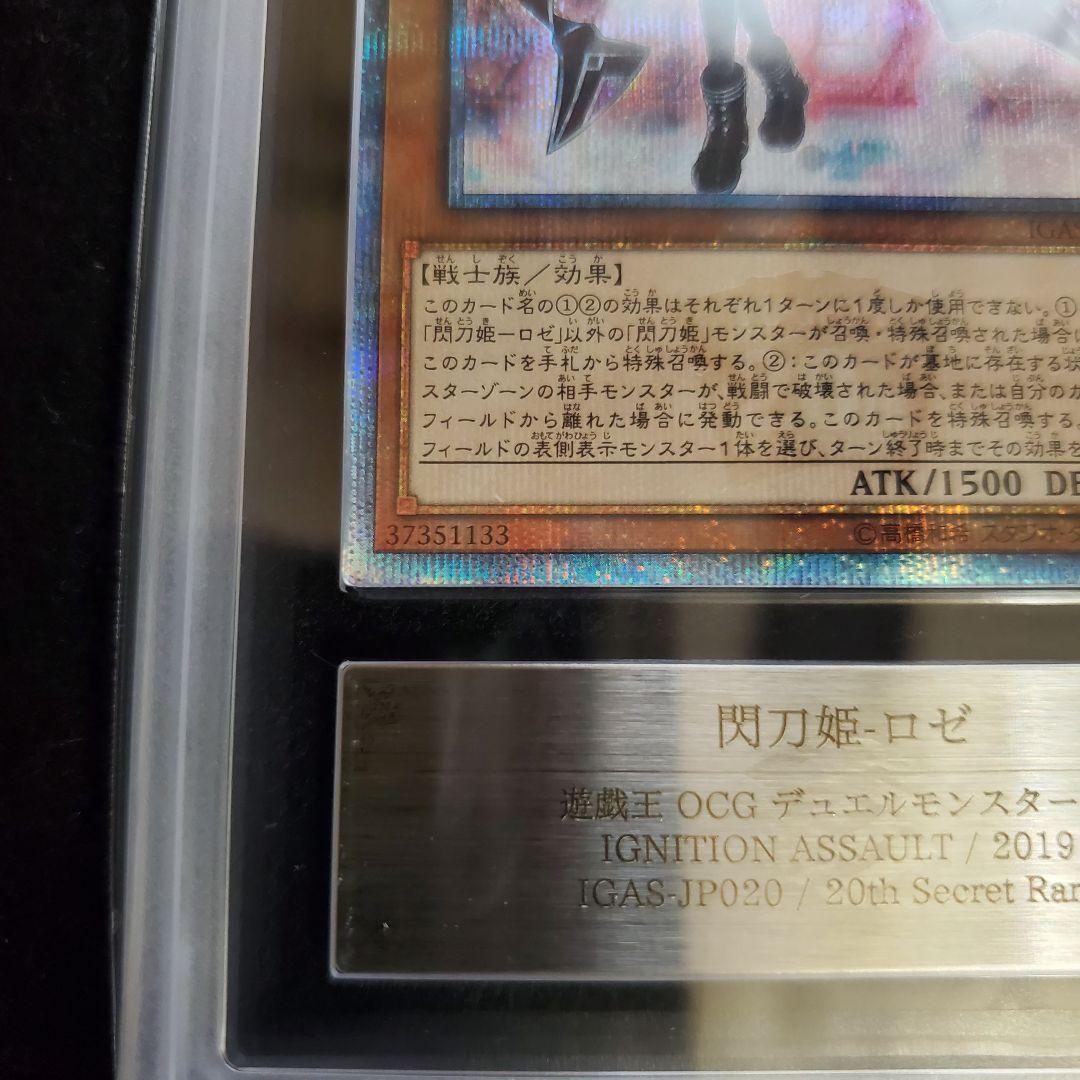 IGAS
【戦士族／効果】
このカード名の①②の効果はそれぞれ1ターンに1度しか使用できない。①
「閃刀姫－ロゼ」以外の「閃刀姫」モンスターが召喚・特殊召喚された場合に
このカードを手札から特殊召喚する。②：このカードが墓地に存在する状
スターゾーンの相手モンスターが、戦闘で破壊された場合、または自分のカ
フィールドから離れた場合に発動できる。このカードを特殊召喚する。
フィールドの表側表示モンスター1体を選び、ターン終了時までその効果を
ATK/1500 DE
37351133
©高橋和希 スタジオ・ダ
閃刀姫-ロゼ
遊戯王 OCG デュエルモンスター
IGNITION ASSAULT / 2019
IGAS-JP020 / 20th Secret Rar